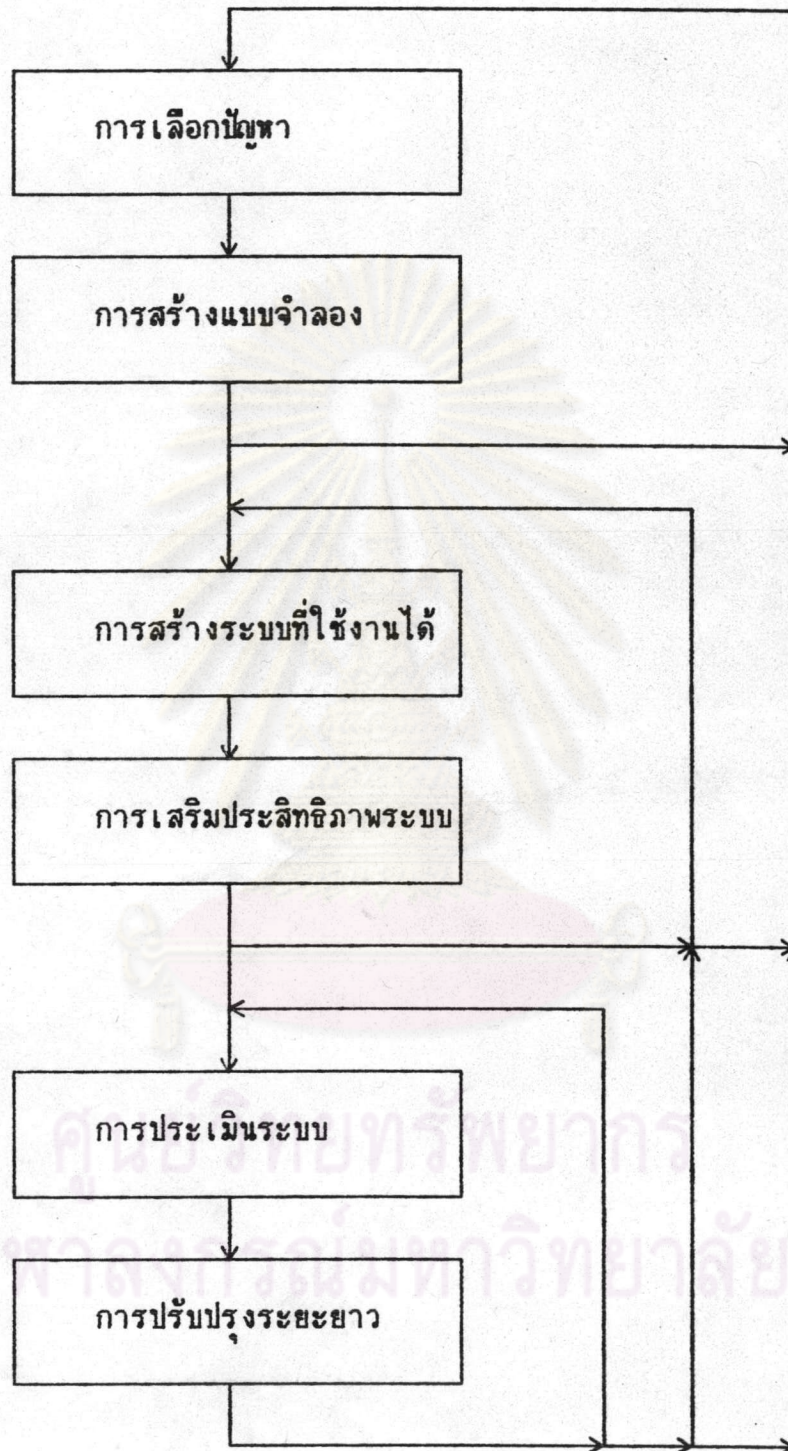 การเลือกปัญหา
การสร้างแบบจำลอง
การสร้างระบบที่ใช้งานได้
การเสริมประสิทธิภาพระบบ
การประเมินระบบ
การปรับปรุงระยะยาว
ศูนย์วิทยทรัพยากร
ฬาลงกรณ์มหาวิทยาลัย